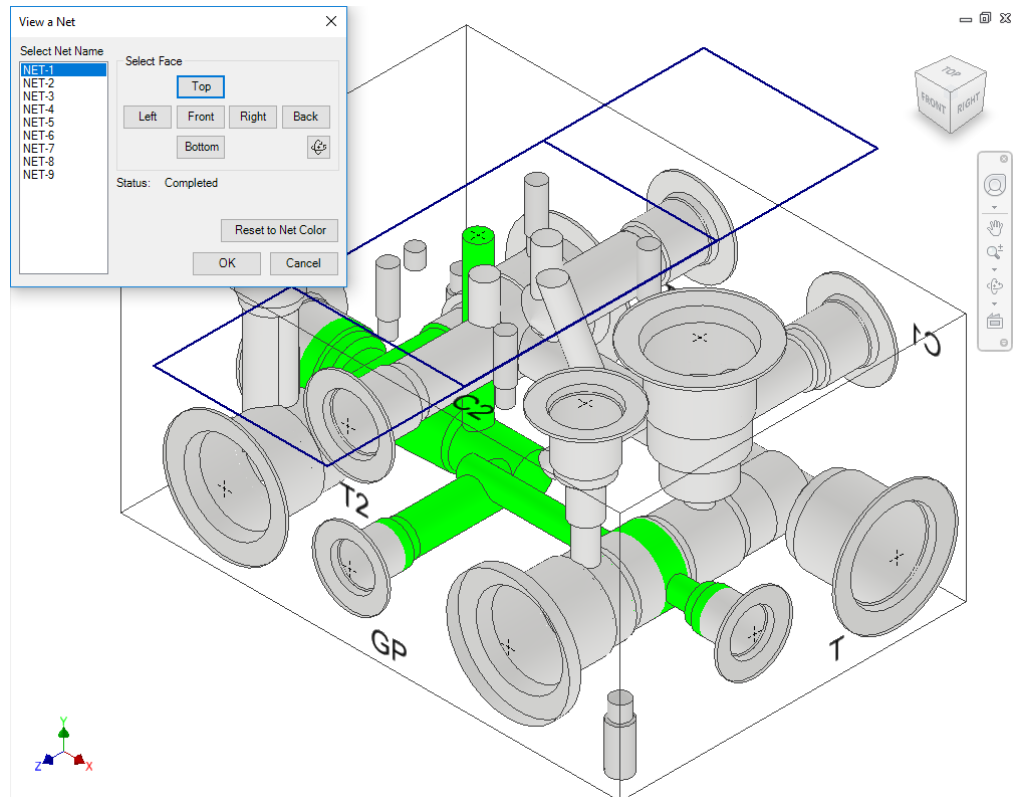 View a Net
Select Net Name
NET-1
NET-2
NET-3
NET-4
NET-5
NET-6
NET-7
NET-8
NET-9
Select Face
Top
Left
Front
Right
Back
Bottom
Status: Completed
Reset to Net Color
OK
Cancel
TOP
FRONT
RIGHT
C1
C2
T2
GP
T
Y
Z
X